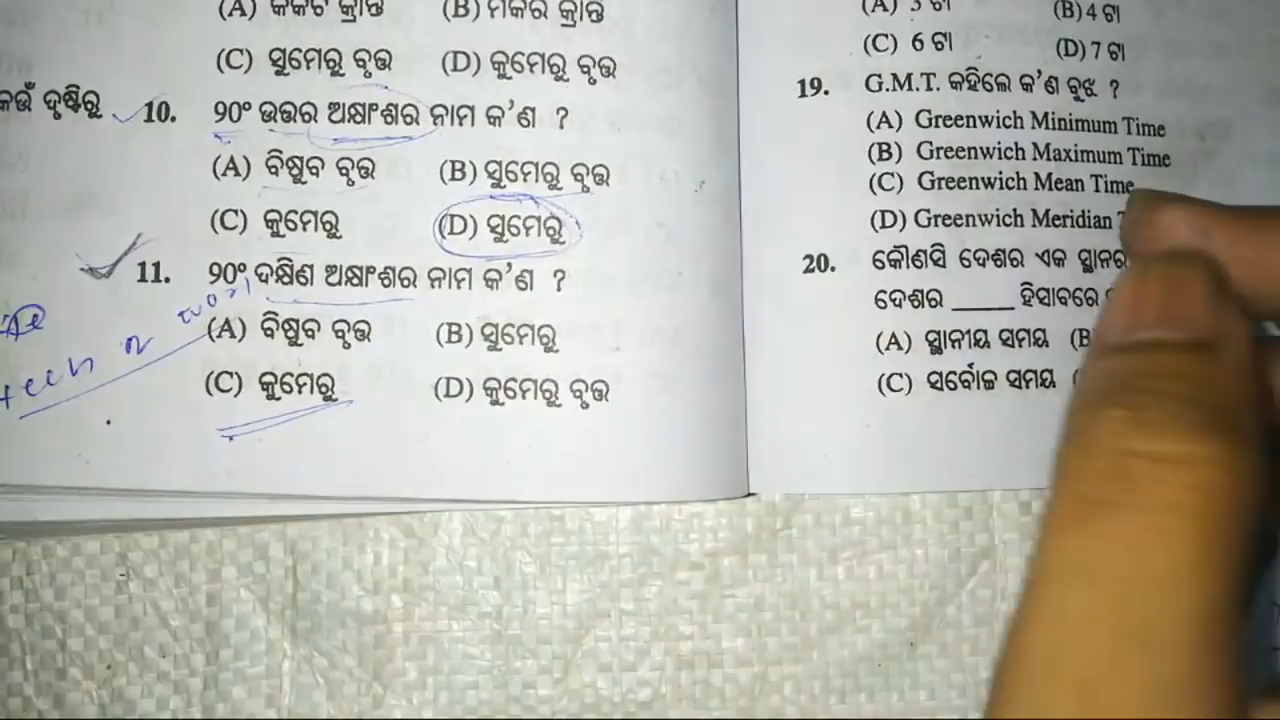 (A) କର୍କଟ କ୍ରାନ୍ତି (B) ମକର କ୍ରାନ୍ତି
(C) ସୁମେରୁ ବୃତ୍ତ (D) କୁମେରୁ ବୃତ୍ତ
କେଉଁ ଦୃଷ୍ଟିରୁ
10. 90° ଉତ୍ତର ଅକ୍ଷାଂଶର ନାମ କ'ଣ ?
(A) ବିଷୁବ ବୃତ୍ତ (B) ସୁମେରୁ ବୃତ୍ତ
(C) କୁମେରୁ (D) ସୁମେରୁ
11. 90° ଦକ୍ଷିଣ ଅକ୍ଷାଂଶର ନାମ କ'ଣ ?
(A) ବିଷୁବ ବୃତ୍ତ (B) ସୁମେରୁ
(C) କୁମେରୁ (D) କୁମେରୁ ବୃତ୍ତ
tech
(A) 3 ଟା (B) 4 ଟା
(C) 6 ଟା (D) 7 ଟା
19. G.M.T. କହିଲେ କ'ଣ ବୁଝ ?
(A) Greenwich Minimum Time
(B) Greenwich Maximum Time
(C) Greenwich Mean Time
(D) Greenwich Meridian
20. କୌଣସି ଦେଶର ଏକ ସ୍ଥାନର
ଦେଶର _____ ହିସାବରେ
(A) ସ୍ଥାନୀୟ ସମୟ (B
(C) ସର୍ବୋଚ୍ଚ ସମୟ (